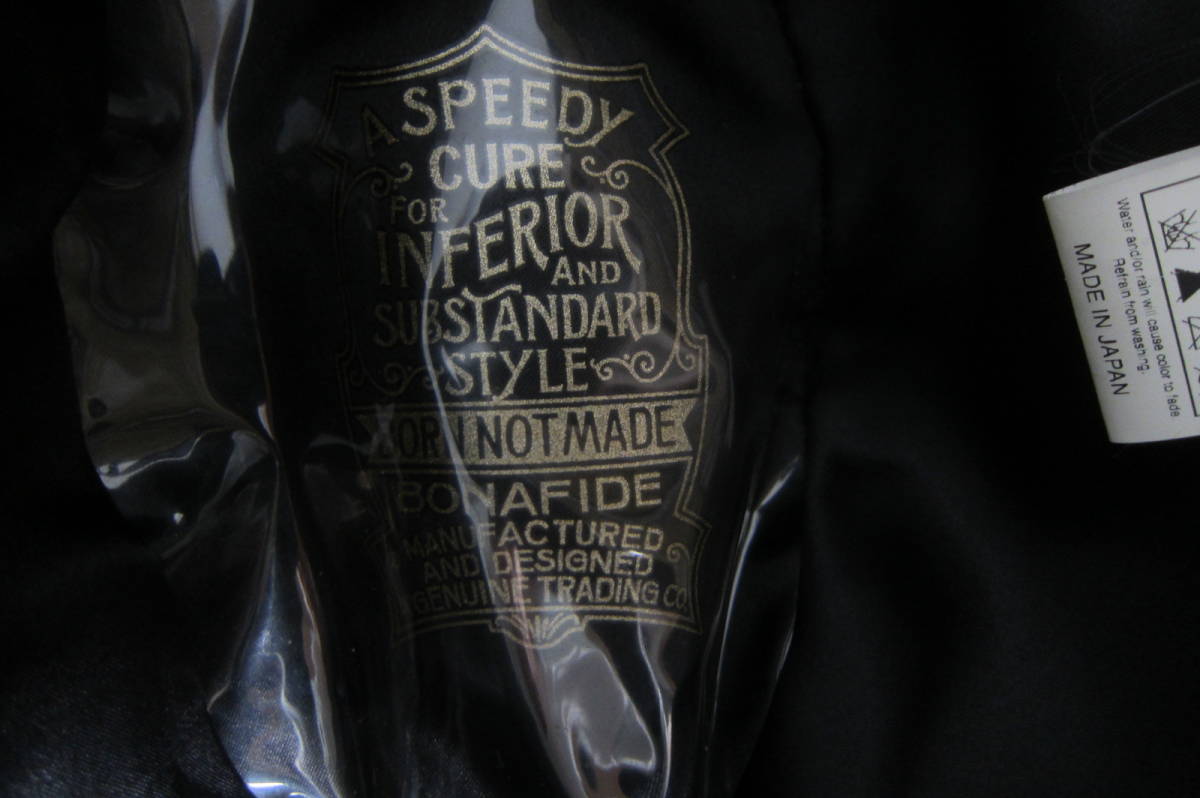 A SPEEDY
CURE
FOR
INFERIOR
AND
SUBSTANDARD
STYLE
BORN NOT MADE
BONAFIDE
MANUFACTURED
AND DESIGNED
GENUINE TRADING CO.
Water and/or rain will cause color to fade.
Refrain from washing.
MADE IN JAPAN